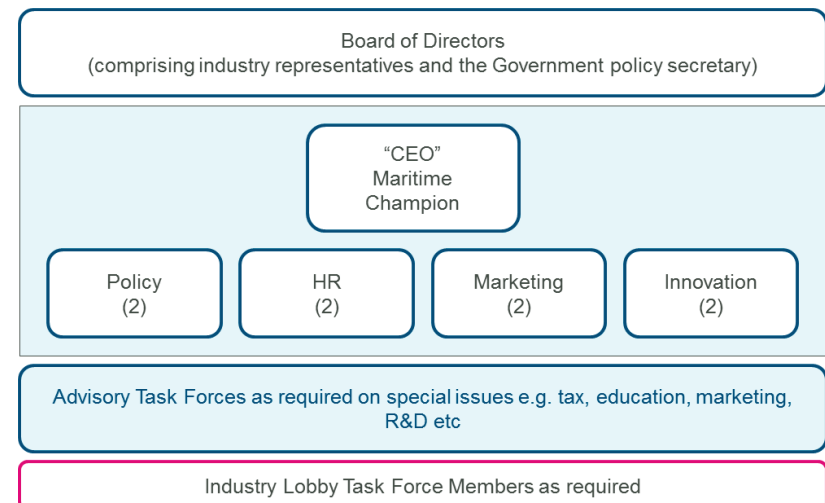 Board of Directors
(comprising industry representatives and the Government policy secretary)
“CEO”
Maritime
Champion
Policy
(2)
HR
(2)
Marketing
(2)
Innovation
(2)
Advisory Task Forces as required on special issues e.g. tax, education, marketing,
R&D etc
Industry Lobby Task Force Members as required